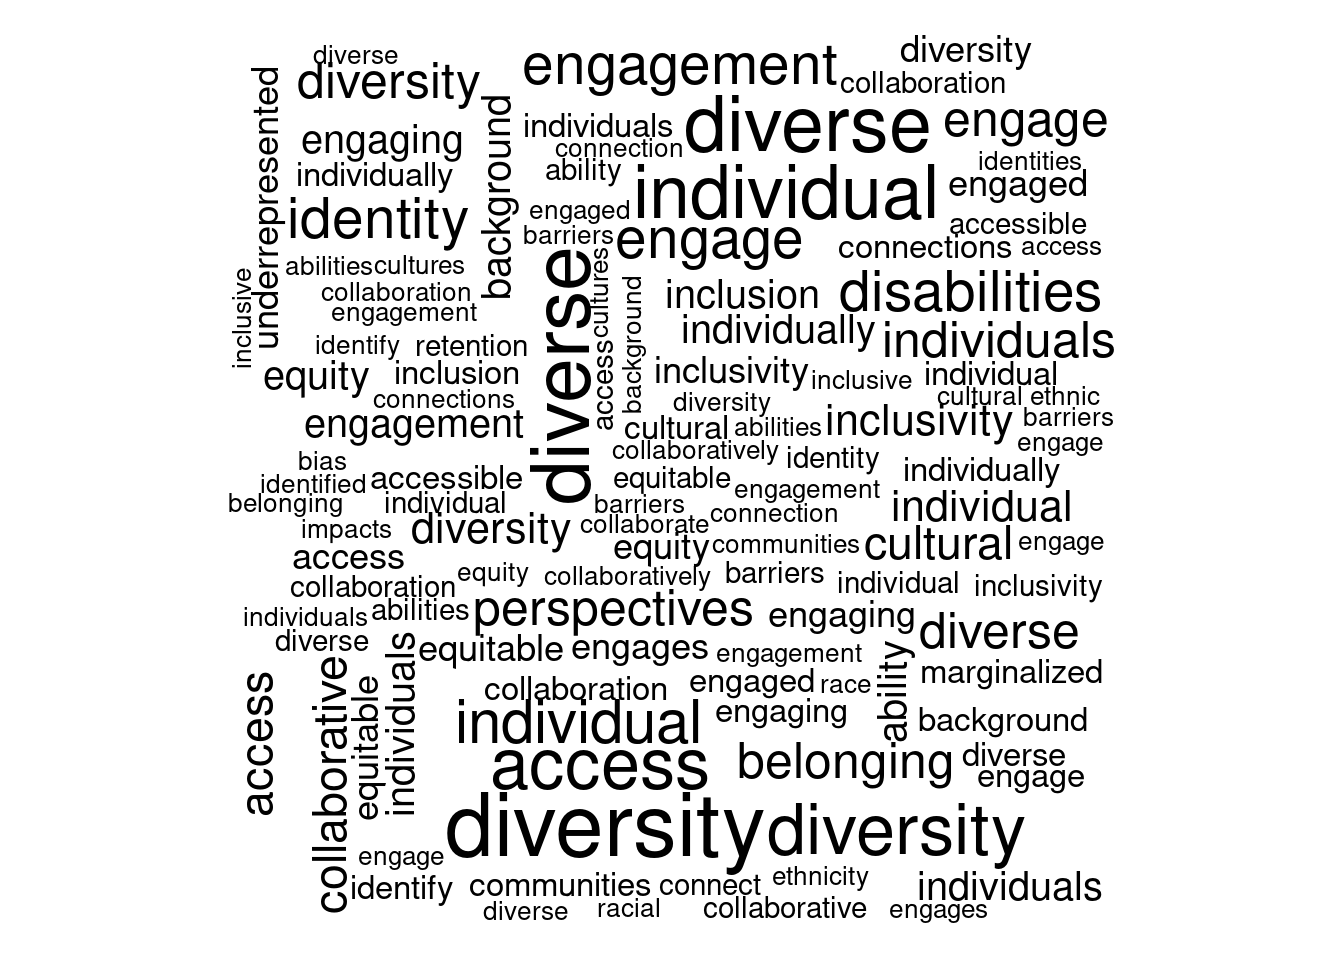 diverse
diversity
engagement
diversity
collaboration
underrepresented
engaging
background
individuals
diverse
engage
connection
individually
ability
individual
identities
engaged
identity
engaged
barriers
engage
accessible
connections access
abilities cultures
inclusive
collaboration
engagement
diverse
cultures
background
inclusion
disabilities
individually
individuals
identify retention
access
equity inclusion
inclusivity inclusive individual
connections
diversity
cultural ethnic
engagement
cultural abilities inclusivity barriers
engage
bias
collaboratively identity
identified accessible
equitable
individually
belonging individual
engagement
barriers connection
individual
impacts diversity collaborate
access
equity communities cultural engage
collaboration equity collaboratively barriers individual inclusivity
individuals abilities perspectives engaging
diverse
diverse
equitable engages engagement
individuals
ability
access
collaborative
equitable
collaboration engaged race marginalized
individual engaging background
access belonging diverse
engage
diversity diversity
engage
identify communities connect ethnicity individuals
diverse racial collaborative engages